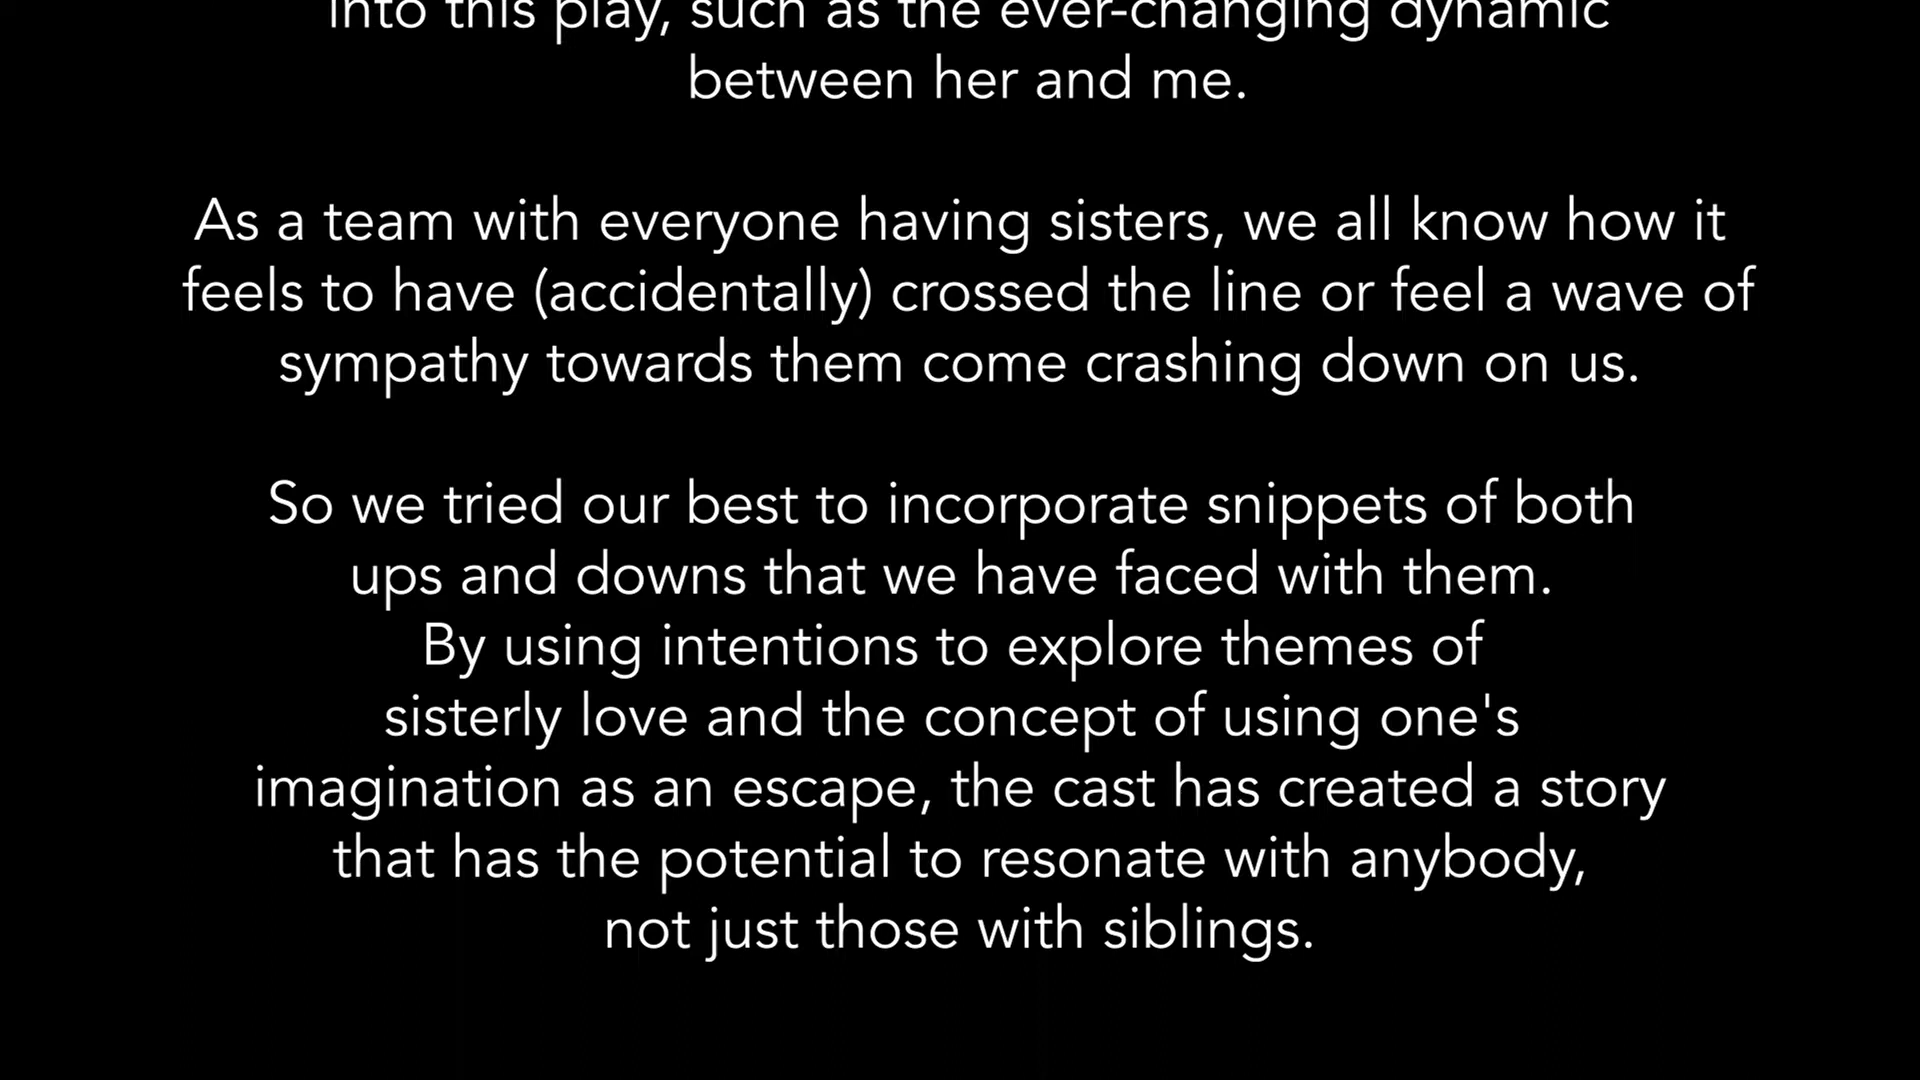 into this play, such as the ever-changing dynamic
between her and me.
As a team with everyone having sisters, we all know how it
feels to have (accidentally) crossed the line or feel a wave of
sympathy towards them come crashing down on us.
So we tried our best to incorporate snippets of both
ups and downs that we have faced with them.
By using intentions to explore themes of
sisterly love and the concept of using one's
imagination as an escape, the cast has created a story
that has the potential to resonate with anybody,
not just those with siblings.